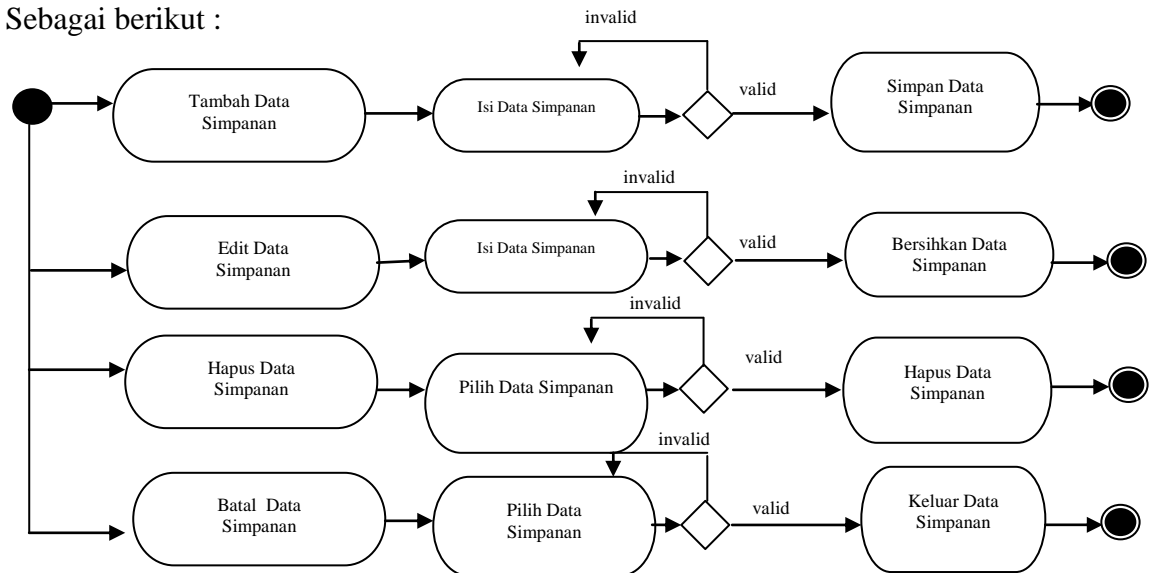 Sebagai berikut :
invalid
Tambah Data
Simpanan
Isi Data Simpanan
valid
Simpan Data
Simpanan
invalid
Edit Data
Simpanan
Isi Data Simpanan
valid
Bersihkan Data
Simpanan
invalid
Hapus Data
Simpanan
Pilih Data Simpanan
valid
Hapus Data
Simpanan
invalid
Batal Data
Simpanan
Pilih Data
Simpanan
valid
Keluar Data
Simpanan